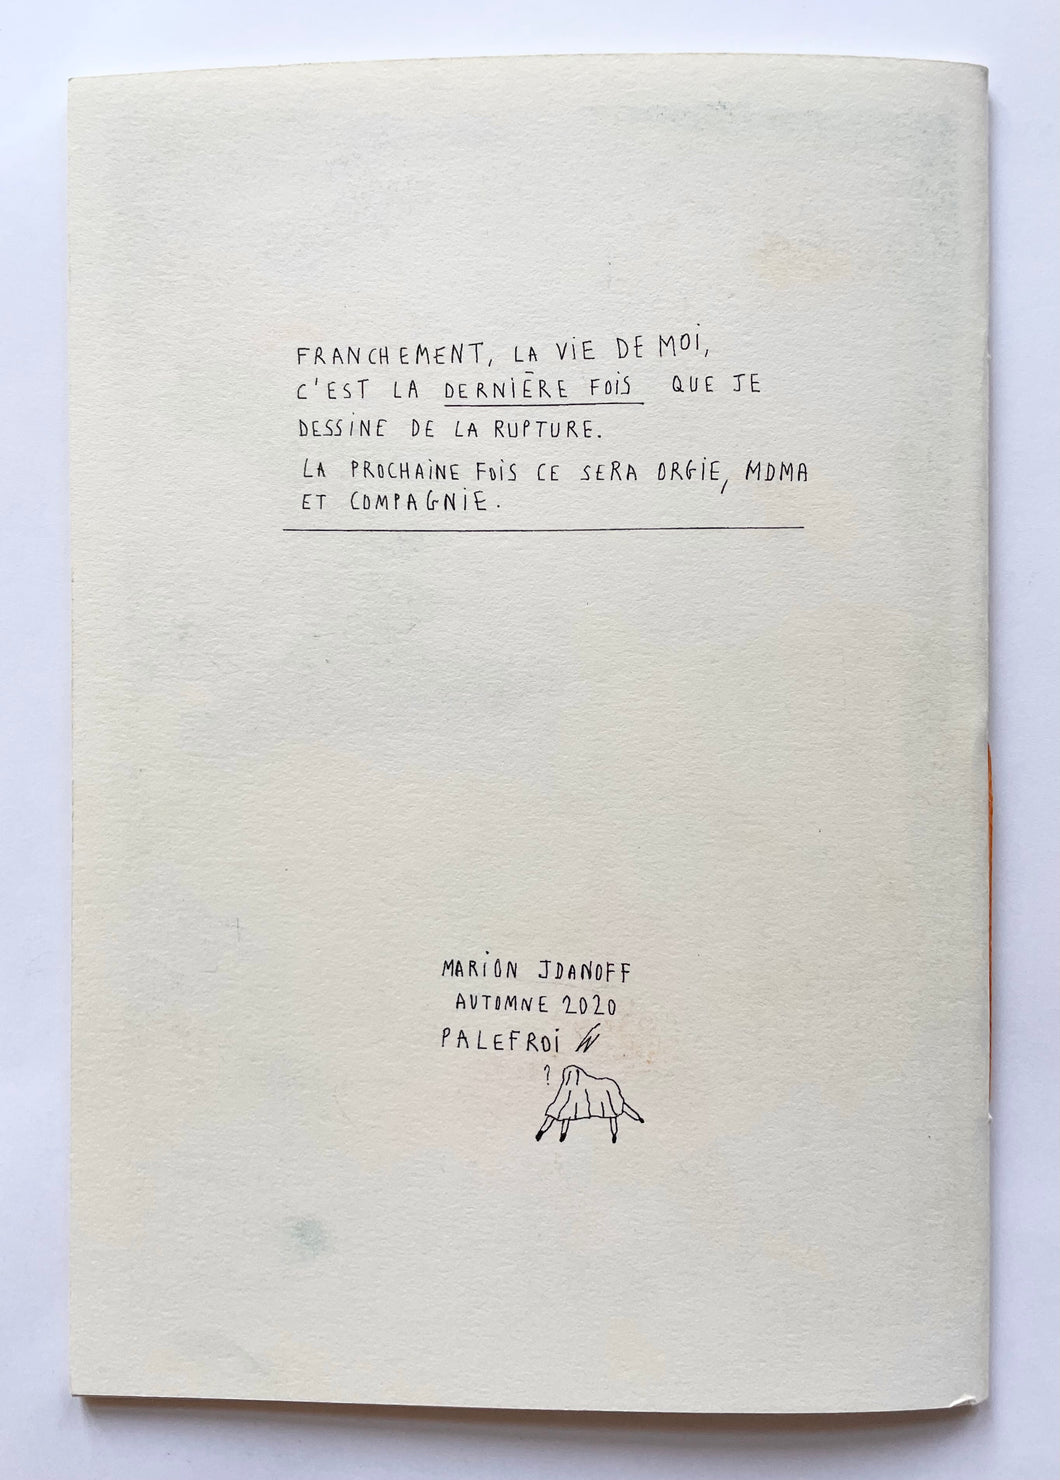 FRANCHEMENT, LA ViE DE MOi,
C'EST LA DERNiÈRE FOiS QUE JE
DESSiNE DE LA RUPTURE.
LA PROCHAiNE FOiS CE SERA ORGiE, MDMA
ET COMPAGNiE.
MARiON JDANOFF
AUTOMNE 2020
PALEFROi
?